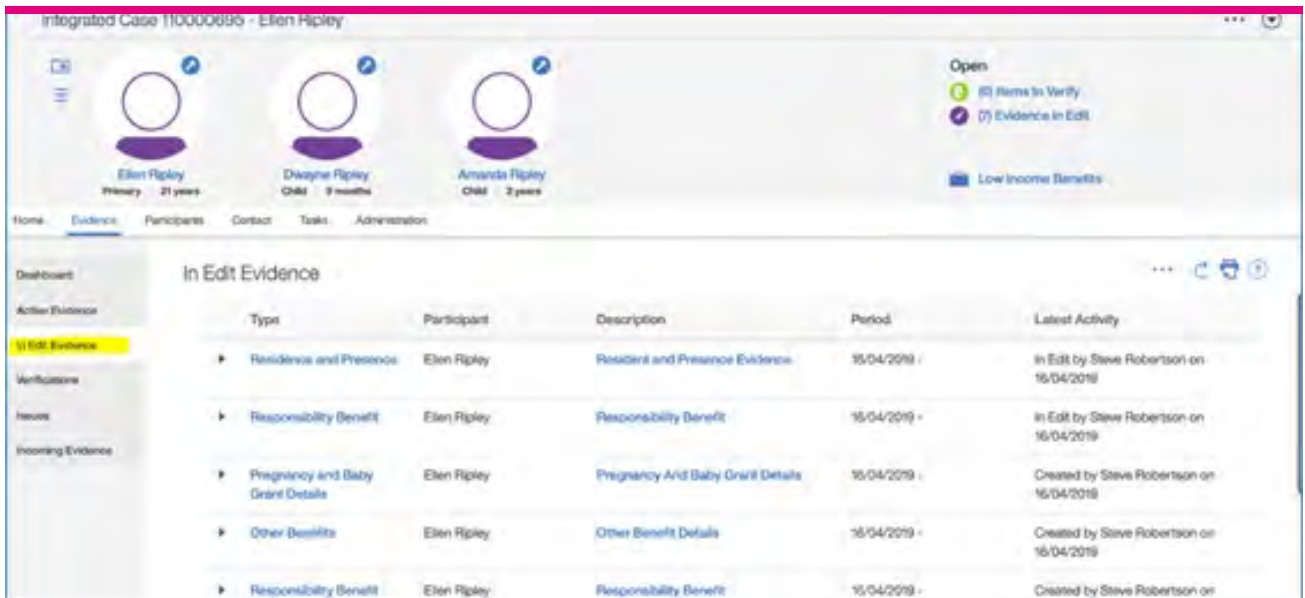 Integrated Case 110000695 - Ellen Ripley
Open
(6) Items to Verify
(7) Evidence in Edit
Low Income Benefits
Ellen Ripley
Primary 21 years
Dwayne Ripley
Child 9 months
Amanda Ripley
Child 2 years
Home Evidence Participants Contact Tasks Administration
Dashboard
Active Evidence
In Edit Evidence
Verifications
Issues
Incoming Evidence
In Edit Evidence
Type Participant Description Period Latest Activity
Residence and Presence Ellen Ripley Resident and Presence Evidence 16/04/2019 - In Edit by Steve Robertson on
16/04/2019
Responsibility Benefit Ellen Ripley Responsibility Benefit 16/04/2019 - In Edit by Steve Robertson on
16/04/2019
Pregnancy and Baby Ellen Ripley Pregnancy And Baby Grant Details 16/04/2019 - Created by Steve Robertson on
Grant Details 16/04/2019
Other Benefits Ellen Ripley Other Benefit Details 16/04/2019 - Created by Steve Robertson on
16/04/2019
Responsibility Benefit Ellen Ripley Responsibility Benefit 16/04/2019 - Created by Steve Robertson on